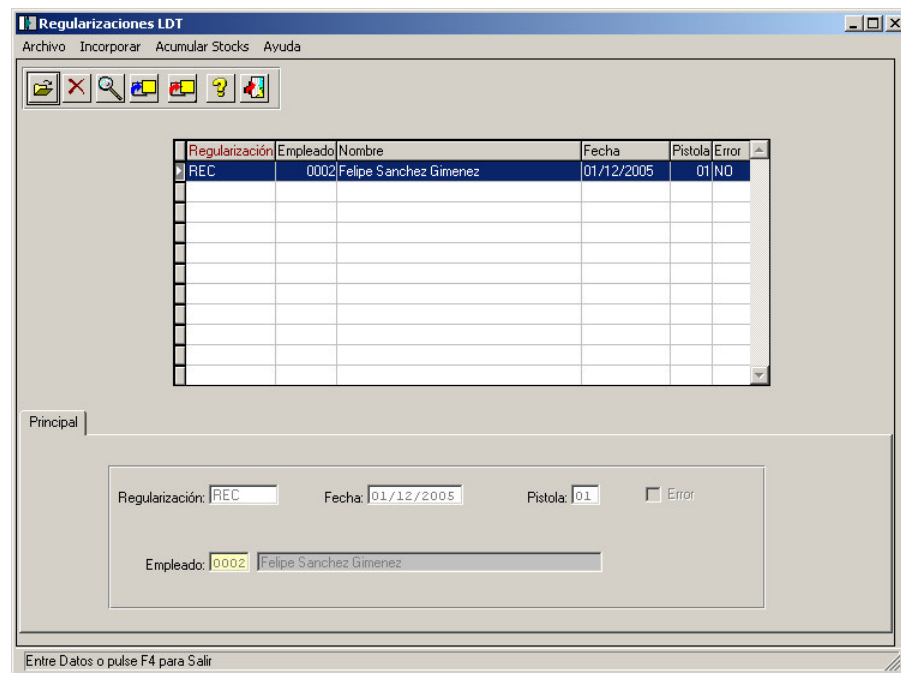 Regularizaciones LDT
Archivo Incorporar Acumular Stocks Ayuda
Regularización Empleado Nombre Fecha Pistola Error
REC 0002 Felipe Sanchez Gimenez 01/12/2005 01 NO
Principal
Regularización: REC Fecha: 01/12/2005 Pistola: 01 Error
Empleado: 0002 Felipe Sanchez Gimenez
Entre Datos o pulse F4 para Salir